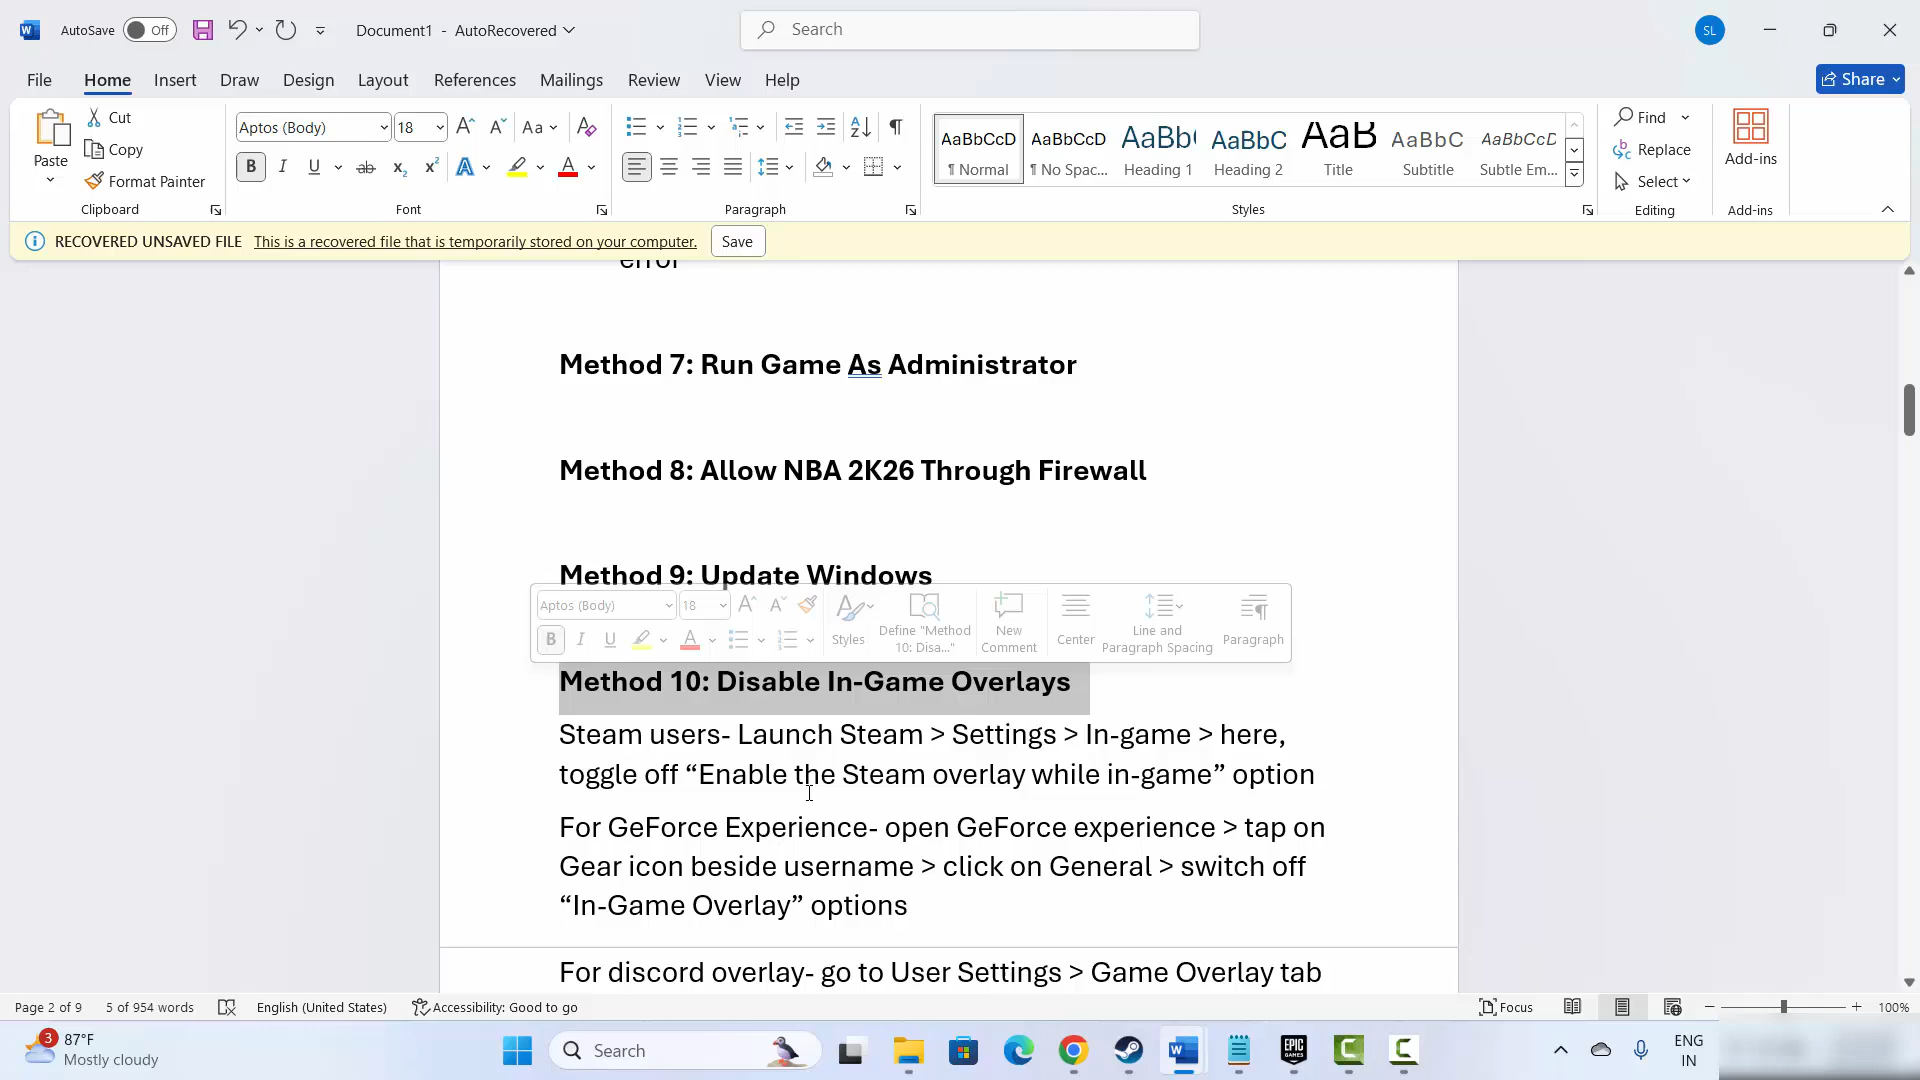 AutoSave Off Document1 - AutoRecovered Search SL
File Home Insert Draw Design Layout References Mailings Review View Help Share
Paste Cut Copy Format Painter Clipboard
Aptos (Body) 18 Aa Font
B I U ab x₂ x² A A
Paragraph
AaBbCcD AaBbCcD AaBb( AaBbC AaB AaBbC AaBbCcD
¶ Normal ¶ No Spac... Heading 1 Heading 2 Title Subtitle Subtle Em...
Styles
Find Replace Select Editing
Add-ins Add-ins
RECOVERED UNSAVED FILE This is a recovered file that is temporarily stored on your computer. Save
error
Method 7: Run Game As Administrator
Method 8: Allow NBA 2K26 Through Firewall
Method 9: Update Windows
Aptos (Body) 18
B I U A Styles Define "Method 10: Disa..." New Comment Center Line and Paragraph Spacing Paragraph
Method 10: Disable In-Game Overlays
Steam users- Launch Steam > Settings > In-game > here,
toggle off “Enable the Steam overlay while in-game” option
For GeForce Experience- open GeForce experience > tap on
Gear icon beside username > click on General > switch off
“In-Game Overlay” options
For discord overlay- go to User Settings > Game Overlay tab
Page 2 of 9 5 of 954 words English (United States) Accessibility: Good to go Focus 100%
3 87°F
Mostly cloudy
Search
EPIC GAMES
ENG
IN